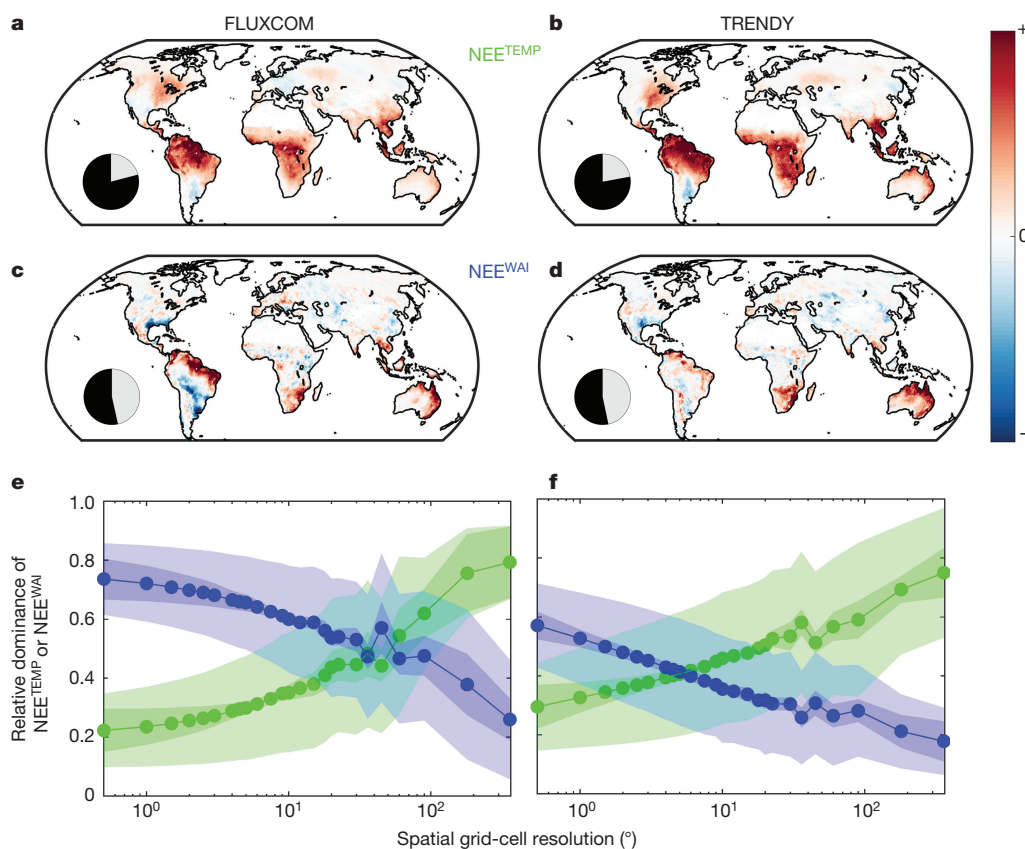 a FLUXCOM
b TRENDY
NEE^TEMP
+
0
–
c
NEE^WAI
d
e
f
Relative dominance of
NEE^TEMP or NEE^WAI
1.0
0.8
0.6
0.4
0.2
0
10^0 10^1 10^2
10^0 10^1 10^2
Spatial grid-cell resolution (°)